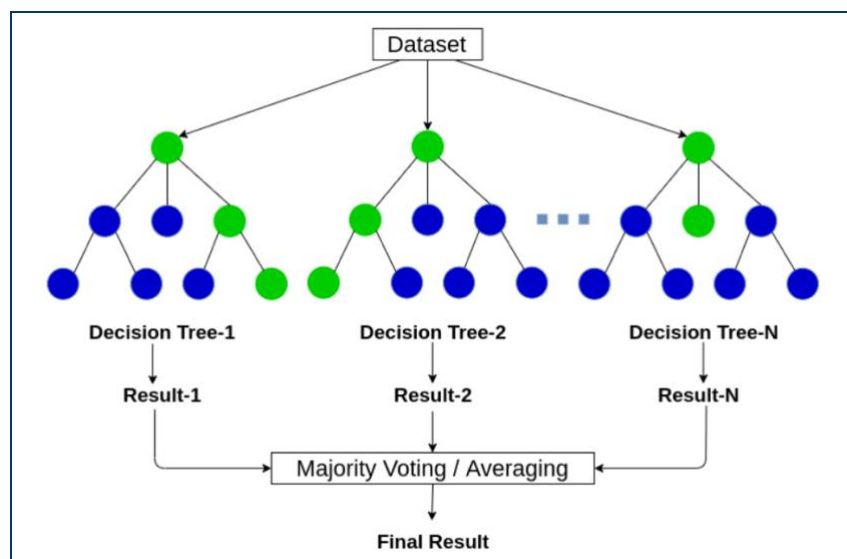 Dataset
Decision Tree-1
Decision Tree-2
Decision Tree-N
Result-1
Result-2
Result-N
Majority Voting / Averaging
Final Result